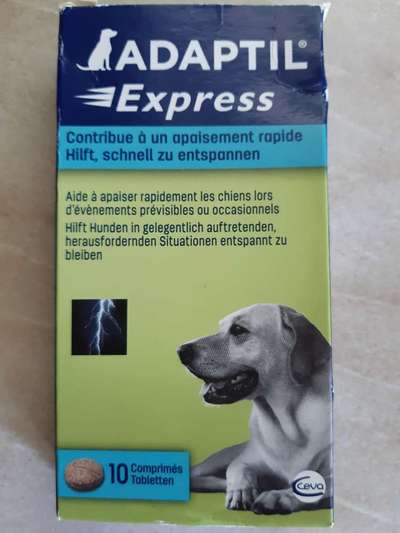 ADAPTIL®
Express
Contribue à un apaisement rapide
Hilft, schnell zu entspannen
Aide à apaiser rapidement les chiens lors
d'évènements prévisibles ou occasionnels
Hilft Hunden in gelegentlich auftretenden,
herausfordernden Situationen entspannt zu
bleiben
10 Comprimés
Tabletten
Ceva